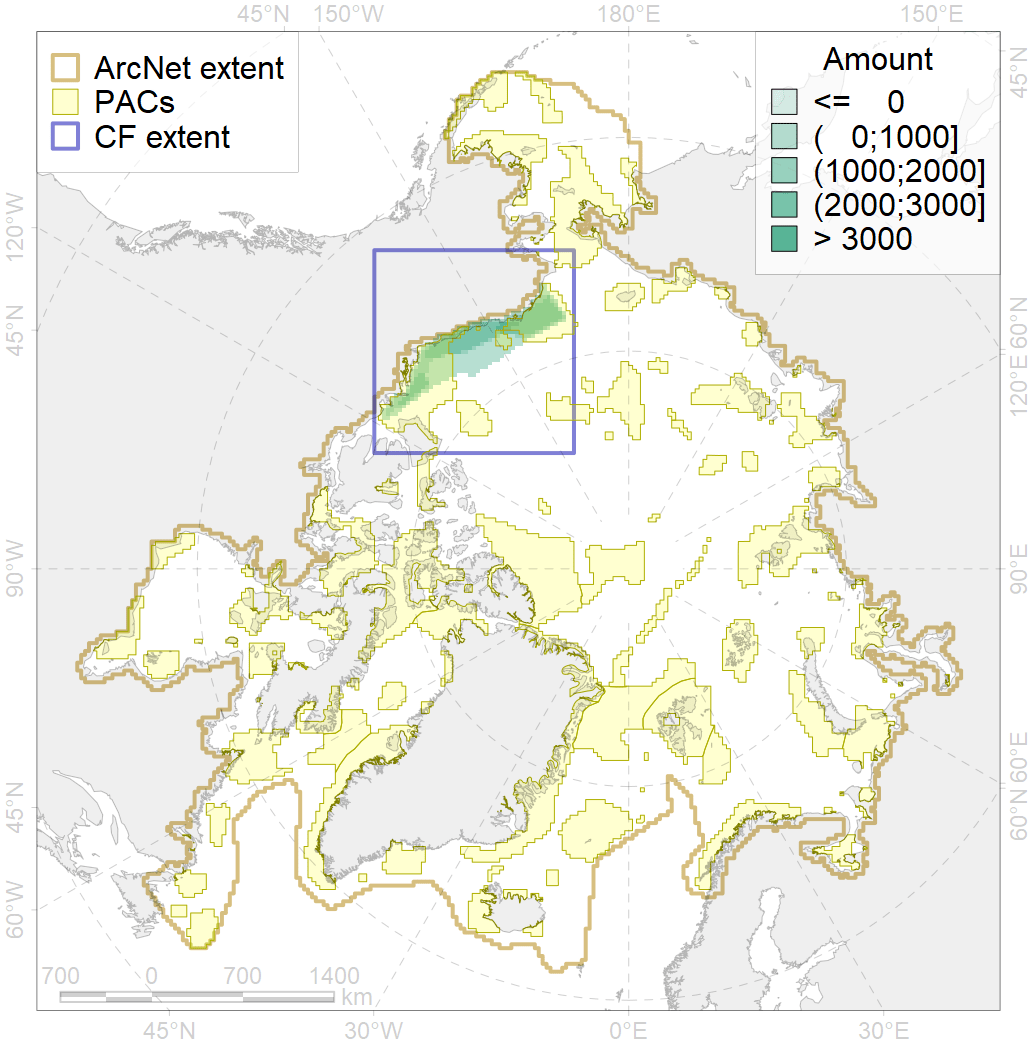 45°N 150°W 180°E 150°E
ArcNet extent
PACs
CF extent
Amount
<= 0
( 0;1000]
(1000;2000]
(2000;3000]
> 3000
45°N
120°W
45°N
60°N
120°E
90°W
90°E
45°N
60°N
60°W
700 0 700 1400
km
45°N 30°W 0°E 30°E